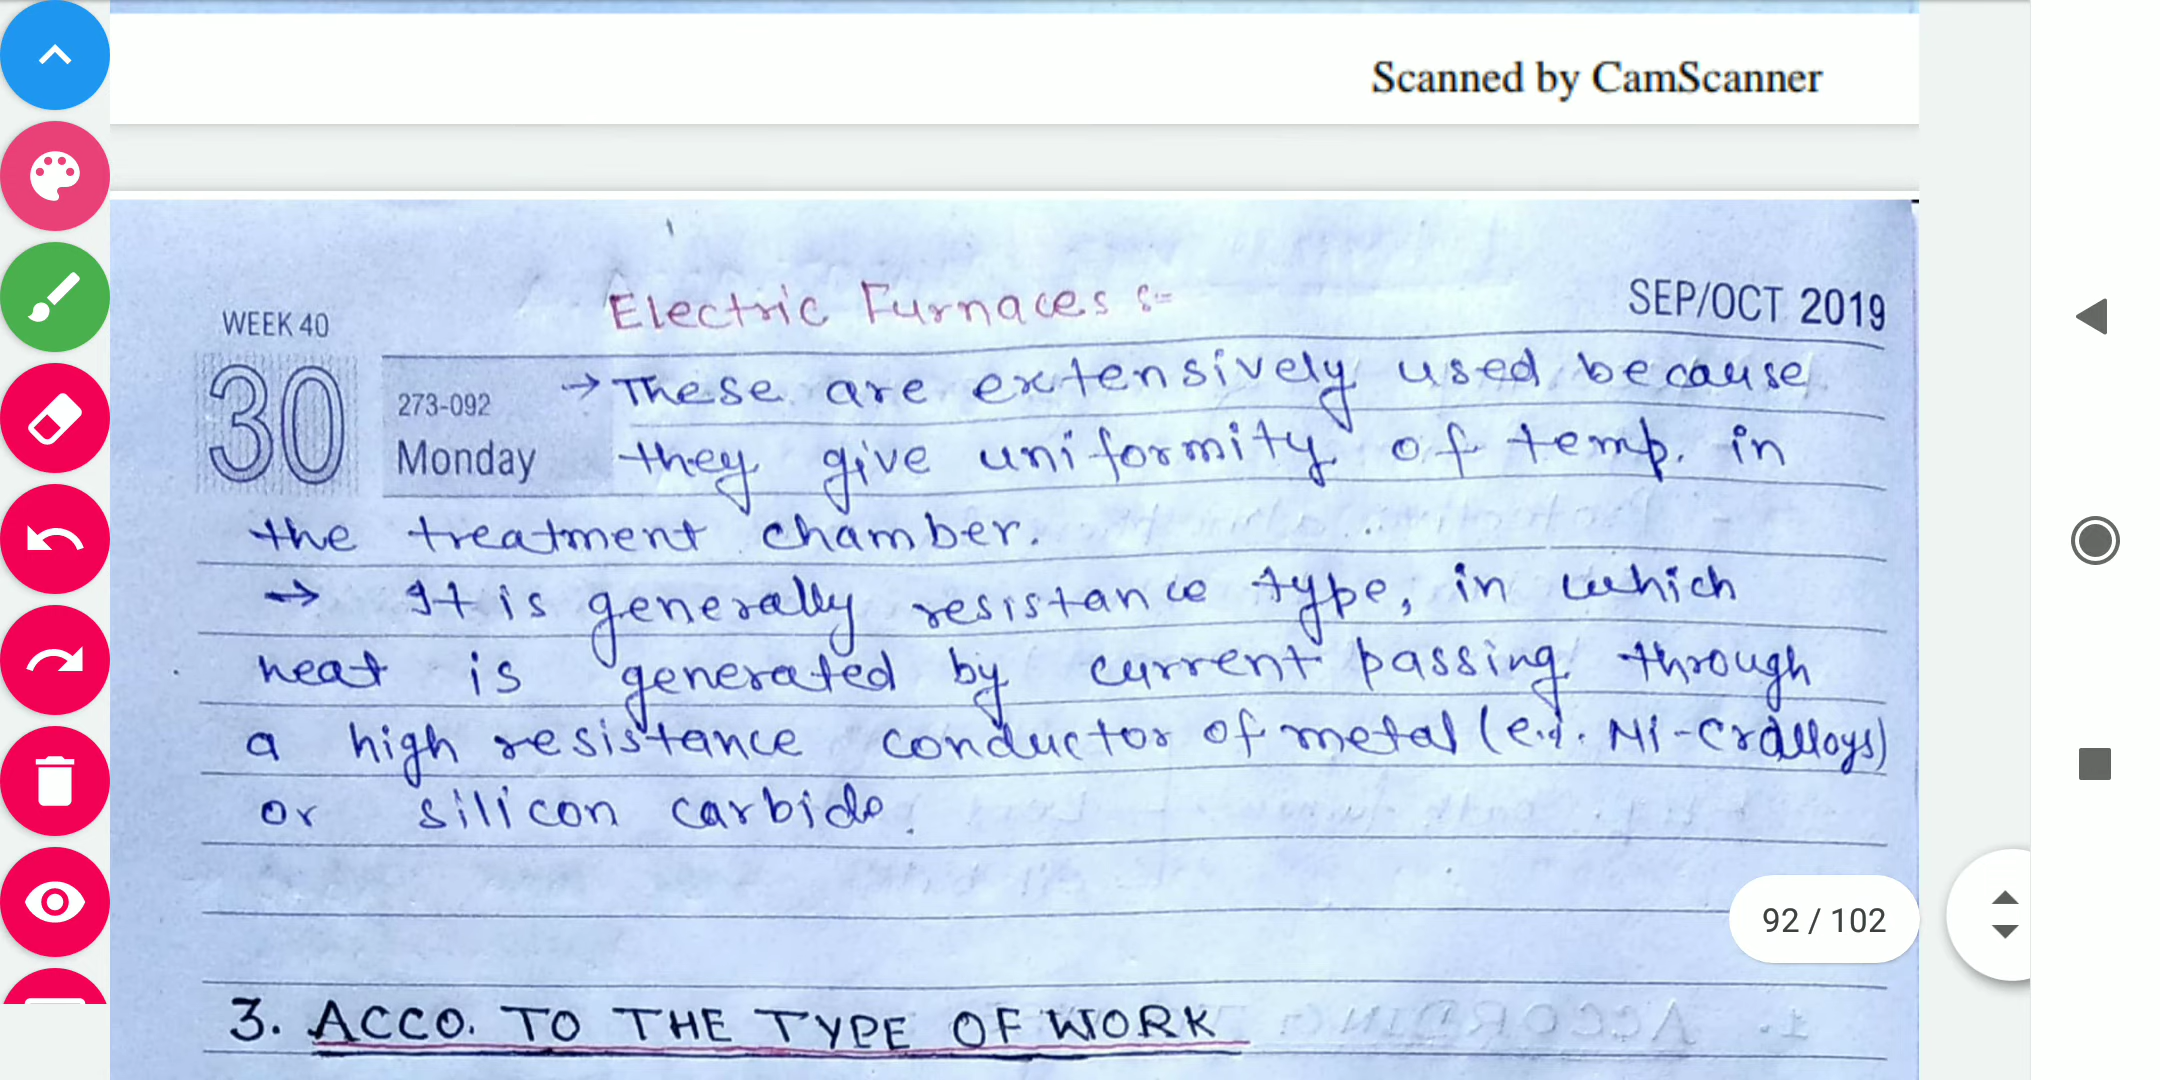 Scanned by CamScanner
WEEK 40
Electric Furnaces :-
SEP/OCT 2019
30
273-092
Monday
→ These are extensively used because
they give uniformity of temp. in
the treatment chamber.
→ It is generally resistance type, in which
heat is generated by current passing through
a high resistance conductor of metal (e.i. Ni-Cr alloys)
or silicon carbide.
92 / 102
3. ACCO. TO THE TYPE OF WORK